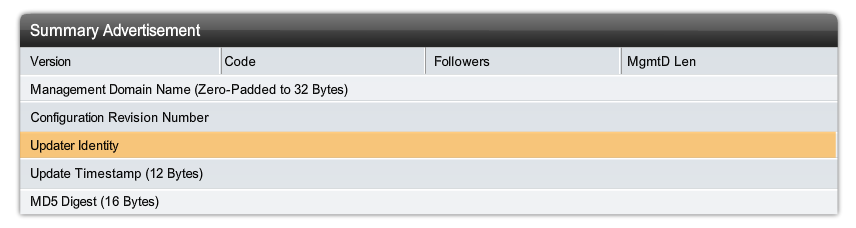 Summary Advertisement
Version Code Followers MgmtD Len
Management Domain Name (Zero-Padded to 32 Bytes)
Configuration Revision Number
Updater Identity
Update Timestamp (12 Bytes)
MD5 Digest (16 Bytes)